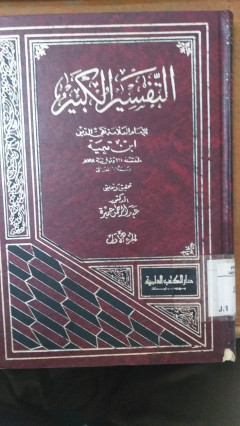 التفسير الكبير
للإمام العلامة تقي الدين
ابن تيمية
تحقيق وتعليق
الدكتور
عبد الرحمن عميرة
الجزء الأول
دار الكتب العلمية